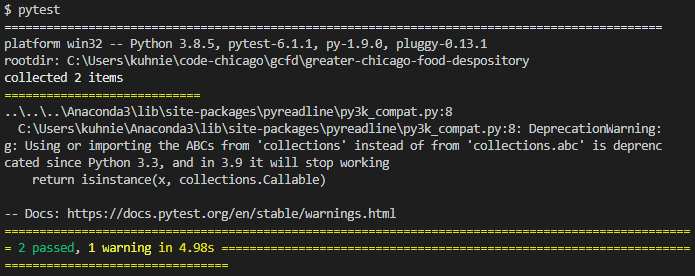 $ pytest
==============================================================================================
platform win32 -- Python 3.8.5, pytest-6.1.1, py-1.9.0, pluggy-0.13.1
rootdir: C:\Users\kuhnie\code-chicago\gcfd\greater-chicago-food-despository
collected 2 items
============================
..\..\..\Anaconda3\lib\site-packages\pyreadline\py3k_compat.py:8
C:\Users\kuhnie\Anaconda3\lib\site-packages\pyreadline\py3k_compat.py:8: DeprecationWarning:
g: Using or importing the ABCs from 'collections' instead of from 'collections.abc' is deprenc
cated since Python 3.3, and in 3.9 it will stop working
return isinstance(x, collections.Callable)
-- Docs: https://docs.pytest.org/en/stable/warnings.html
==================================================================================================
= 2 passed, 1 warning in 4.98s ===================================================================
================================